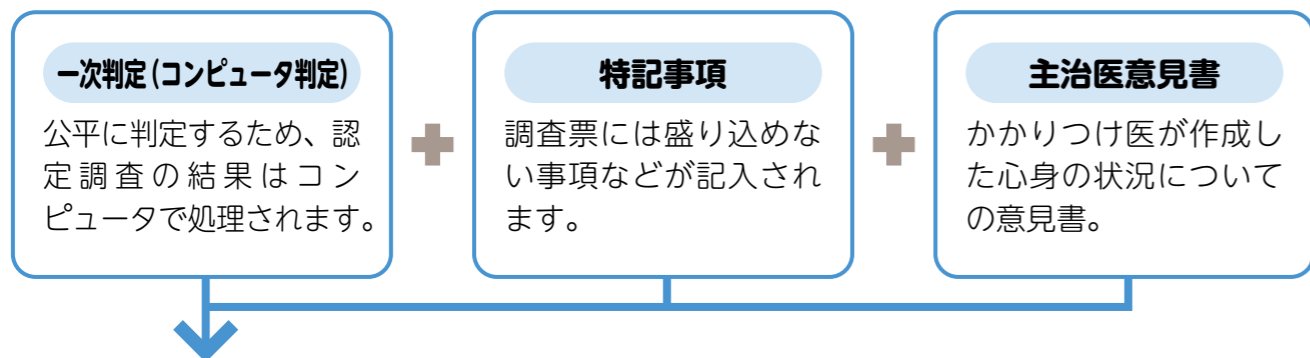 一次判定(コンピュータ判定)
公平に判定するため、認
定調査の結果はコン
ピュータで処理されます。
特記事項
調査票には盛り込めな
い事項などが記入され
ます。
主治医意見書
かかりつけ医が作成し
た心身の状況について
の意見書。